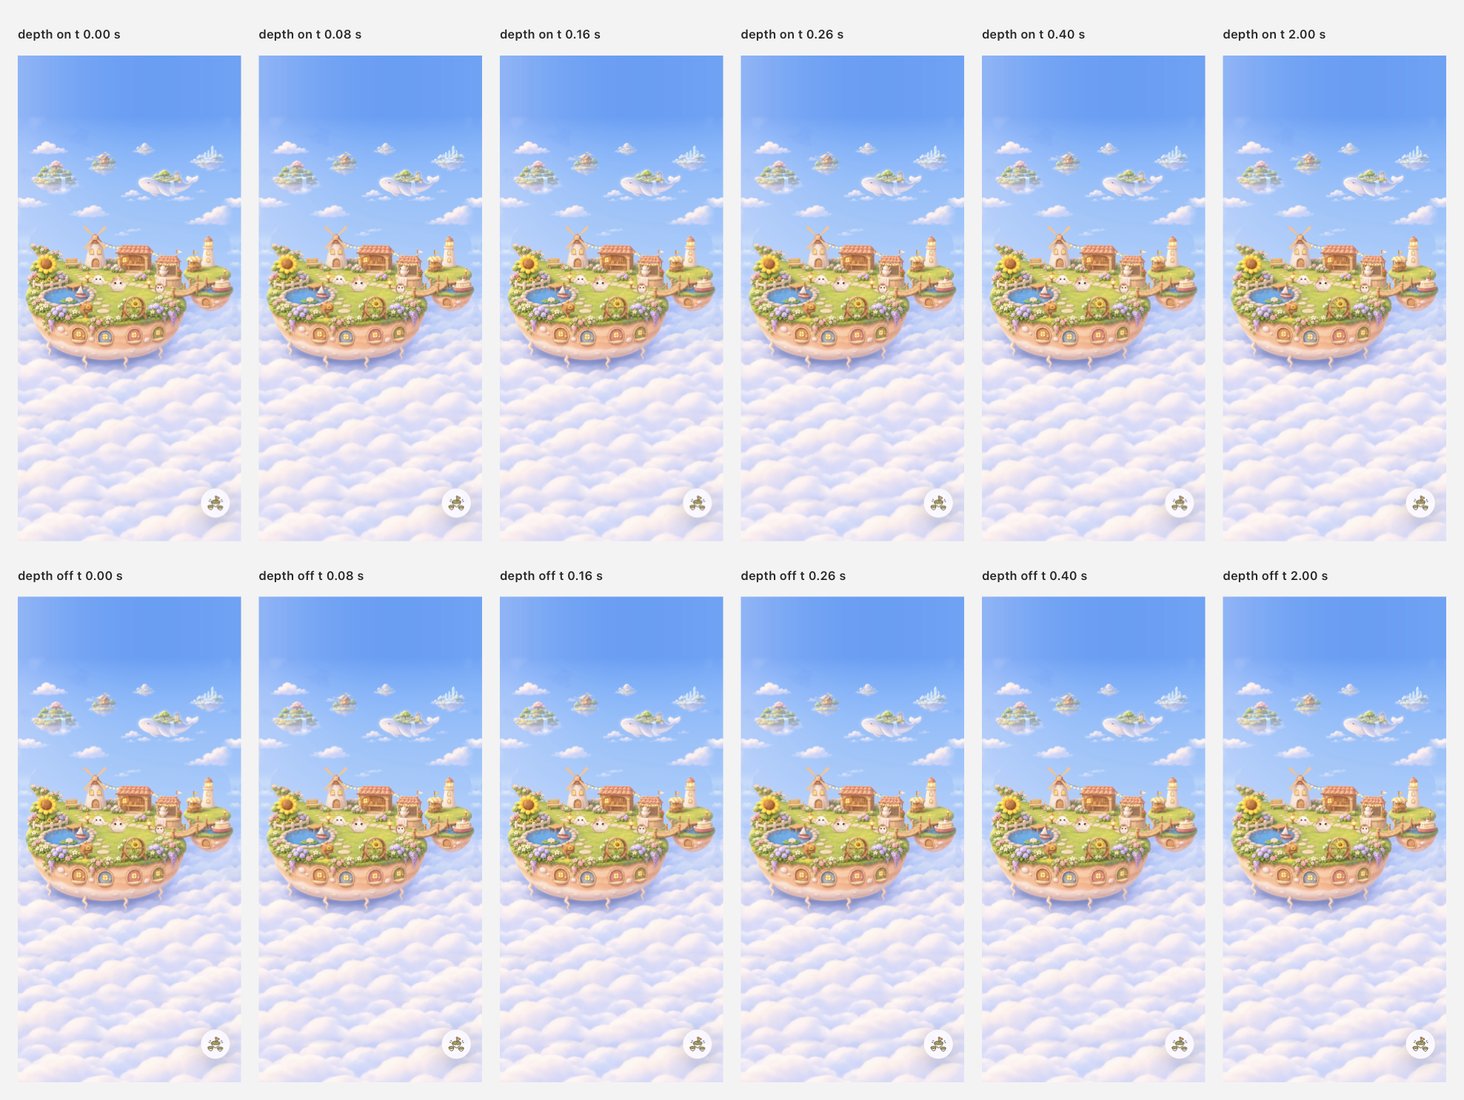 depth on t 0.00 s
depth on t 0.08 s
depth on t 0.16 s
depth on t 0.26 s
depth on t 0.40 s
depth on t 2.00 s
depth off t 0.00 s
depth off t 0.08 s
depth off t 0.16 s
depth off t 0.26 s
depth off t 0.40 s
depth off t 2.00 s